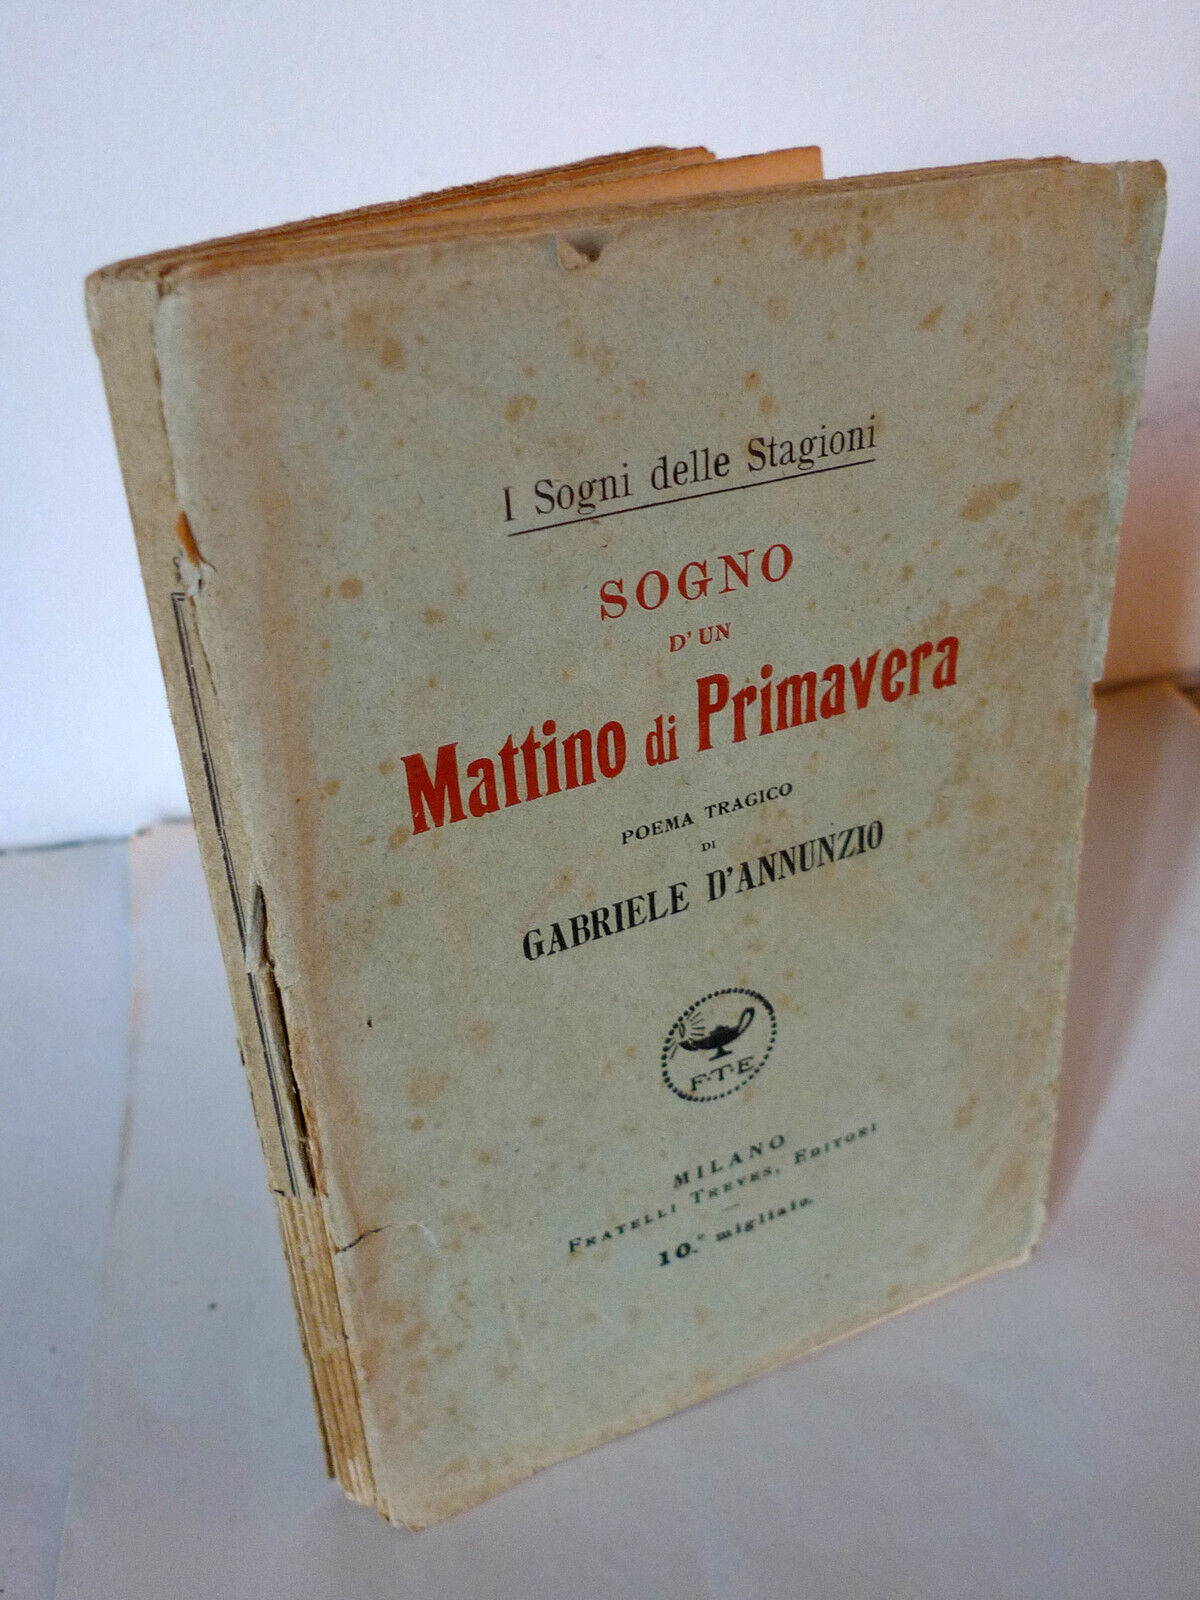 I Sogni delle Stagioni
SOGNO
D'UN
Mattino di Primavera
POEMA TRAGICO
DI
GABRIELE D'ANNUNZIO
F·T·E
MILANO
FRATELLI TREVES, EDITORI
10.° migliaio.